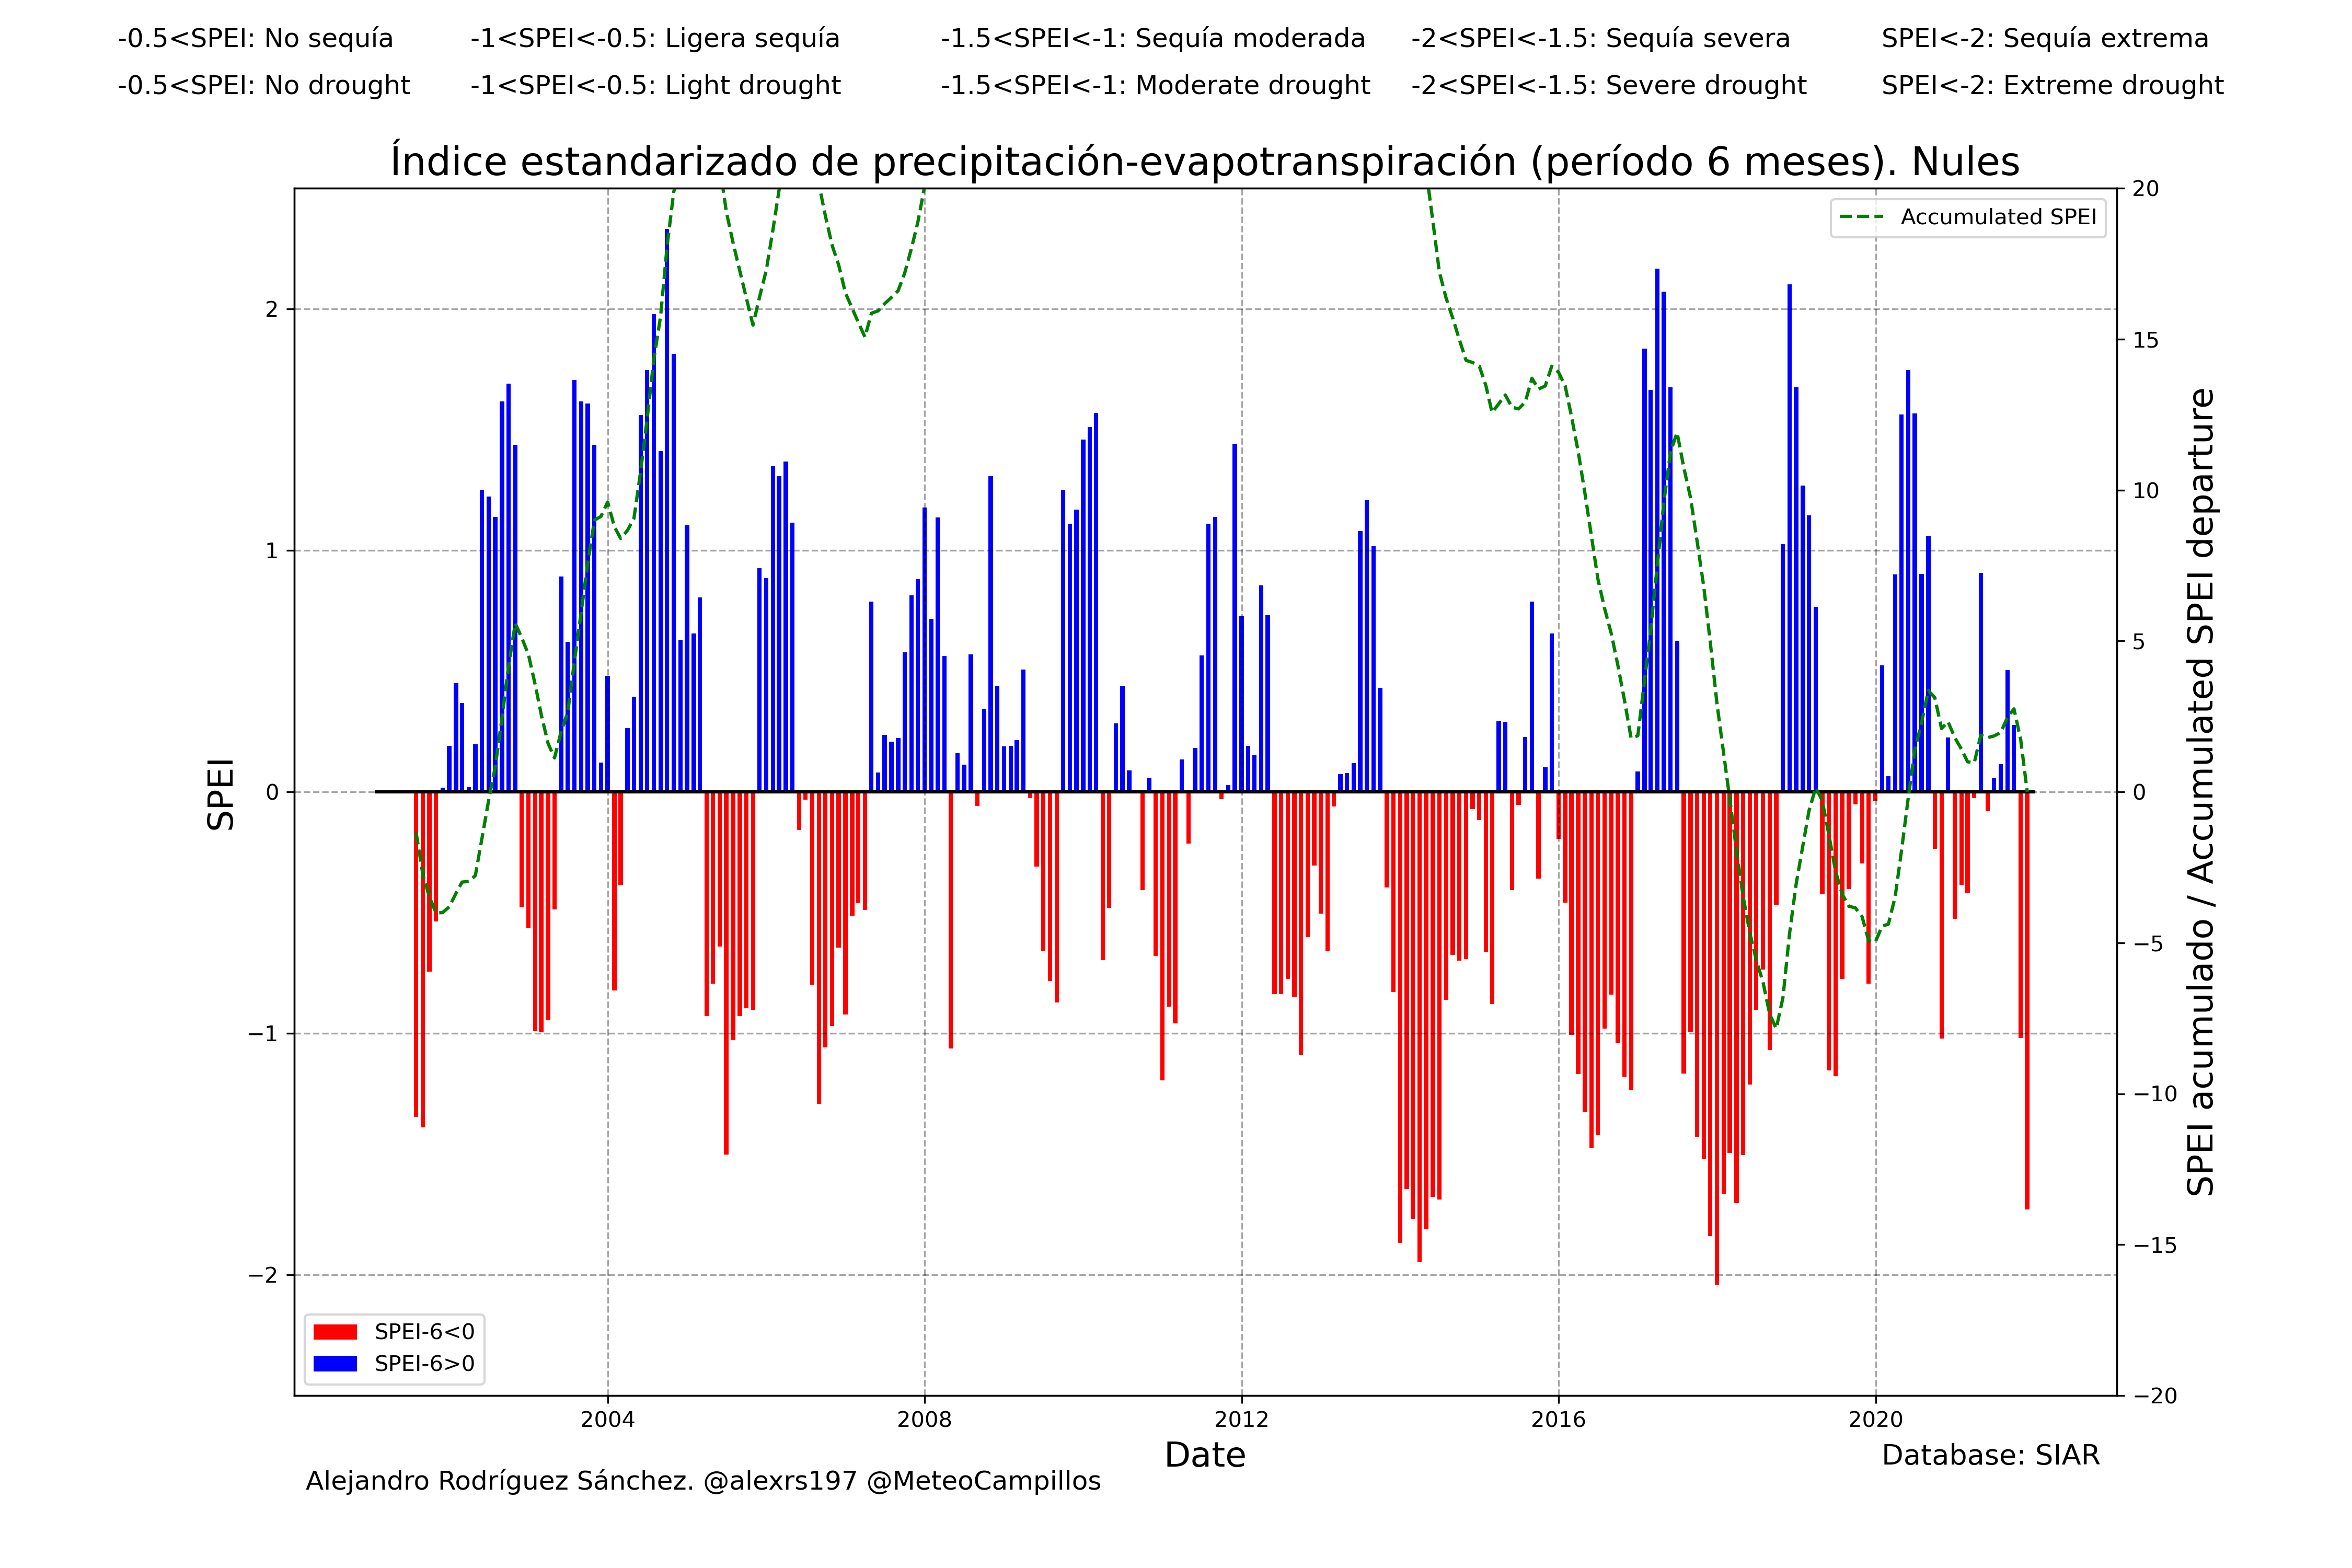 -0.5<SPEI: No sequía -1<SPEI<-0.5: Ligera sequía -1.5<SPEI<-1: Sequía moderada -2<SPEI<-1.5: Sequía severa SPEI<-2: Sequía extrema
-0.5<SPEI: No drought -1<SPEI<-0.5: Light drought -1.5<SPEI<-1: Moderate drought -2<SPEI<-1.5: Severe drought SPEI<-2: Extreme drought
Índice estandarizado de precipitación-evapotranspiración (período 6 meses). Nules
Accumulated SPEI
SPEI
2
1
0
−1
−2
20
15
10
5
0
−5
−10
−15
−20
SPEI acumulado / Accumulated SPEI departure
SPEI-6<0
SPEI-6>0
2004 2008 2012 2016 2020
Date
Database: SIAR
Alejandro Rodríguez Sánchez. @alexrs197 @MeteoCampillos